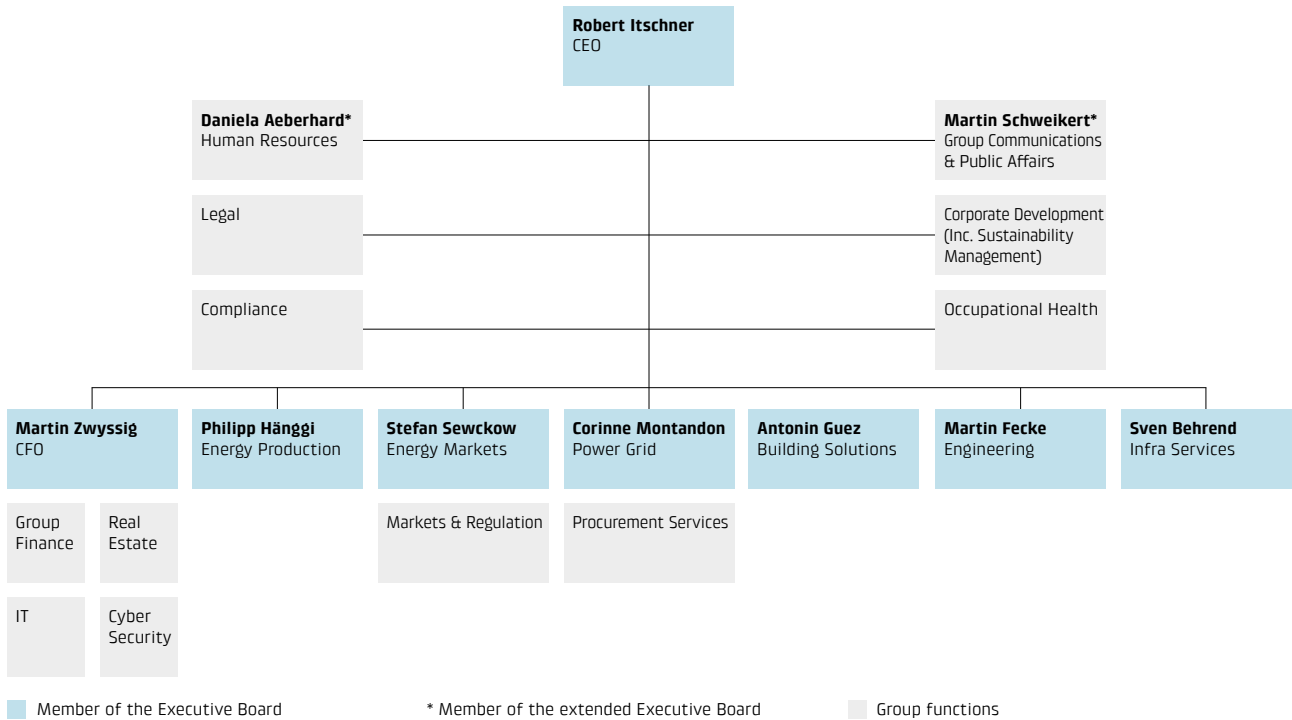 Robert Itschner
CEO
Daniela Aeberhard*
Human Resources
Martin Schweikert*
Group Communications
& Public Affairs
Legal
Corporate Development
(Inc. Sustainability
Management)
Compliance
Occupational Health
Martin Zwyssig
CFO
Philipp Hänggi
Energy Production
Stefan Sewckow
Energy Markets
Corinne Montandon
Power Grid
Antonin Guez
Building Solutions
Martin Fecke
Engineering
Sven Behrend
Infra Services
Group
Finance
Real
Estate
Markets & Regulation
Procurement Services
IT
Cyber
Security
Member of the Executive Board
* Member of the extended Executive Board
Group functions